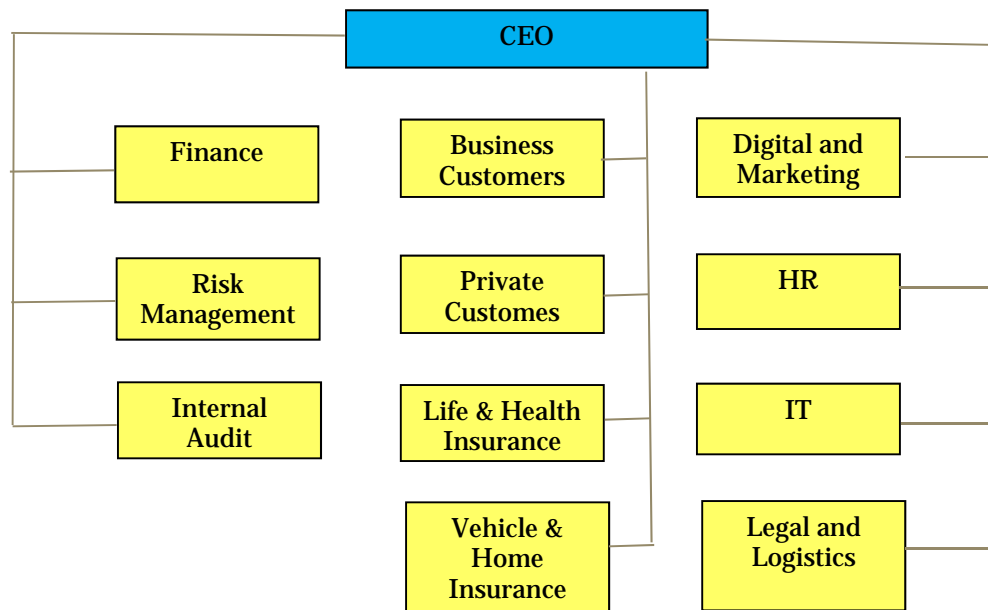 CEO
Finance
Business
Customers
Digital and
Marketing
Risk
Management
Private
Customes
HR
Internal
Audit
Life & Health
Insurance
IT
Vehicle &
Home
Insurance
Legal and
Logistics